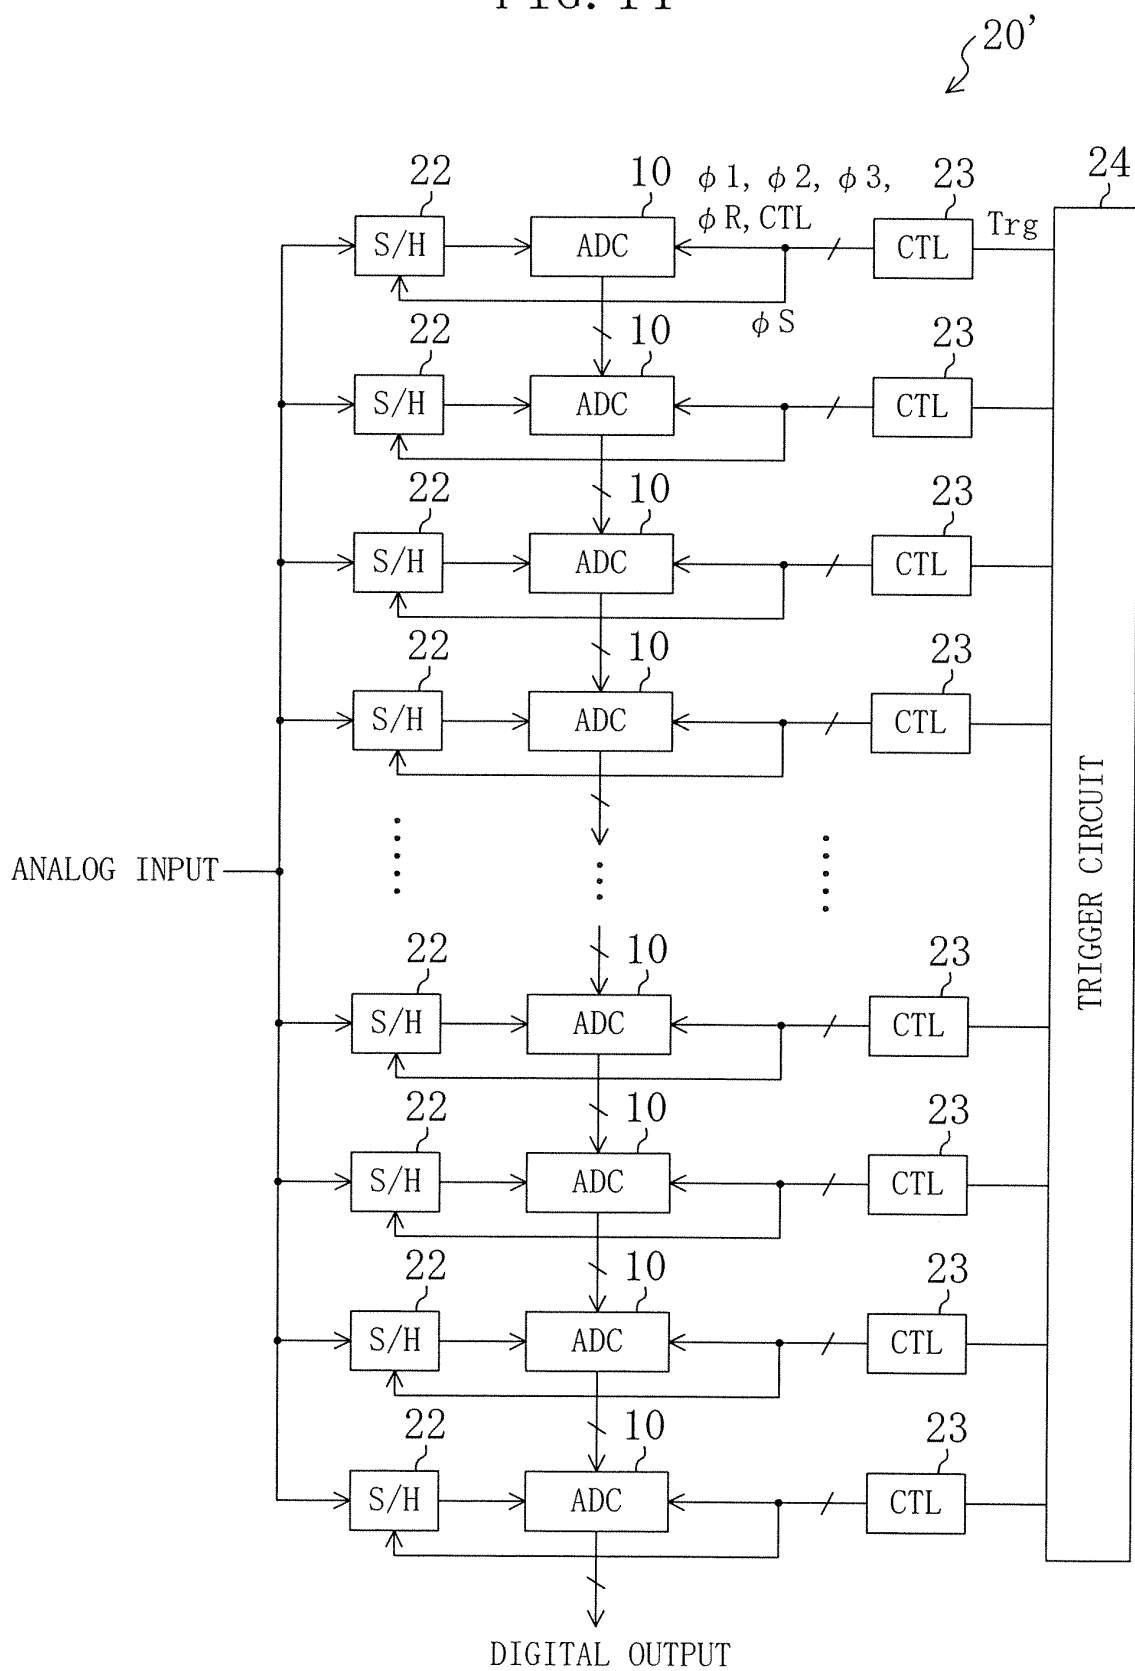 20'
22 10 φ1, φ2, φ3, 23 24
φR, CTL Trg
S/H ADC CTL
φS
22 10 23
S/H ADC CTL
22 10 23
S/H ADC CTL
22 10 23
S/H ADC CTL
TRIGGER CIRCUIT
ANALOG INPUT
22 10 23
S/H ADC CTL
22 10 23
S/H ADC CTL
22 10 23
S/H ADC CTL
22 10 23
S/H ADC CTL
DIGITAL OUTPUT